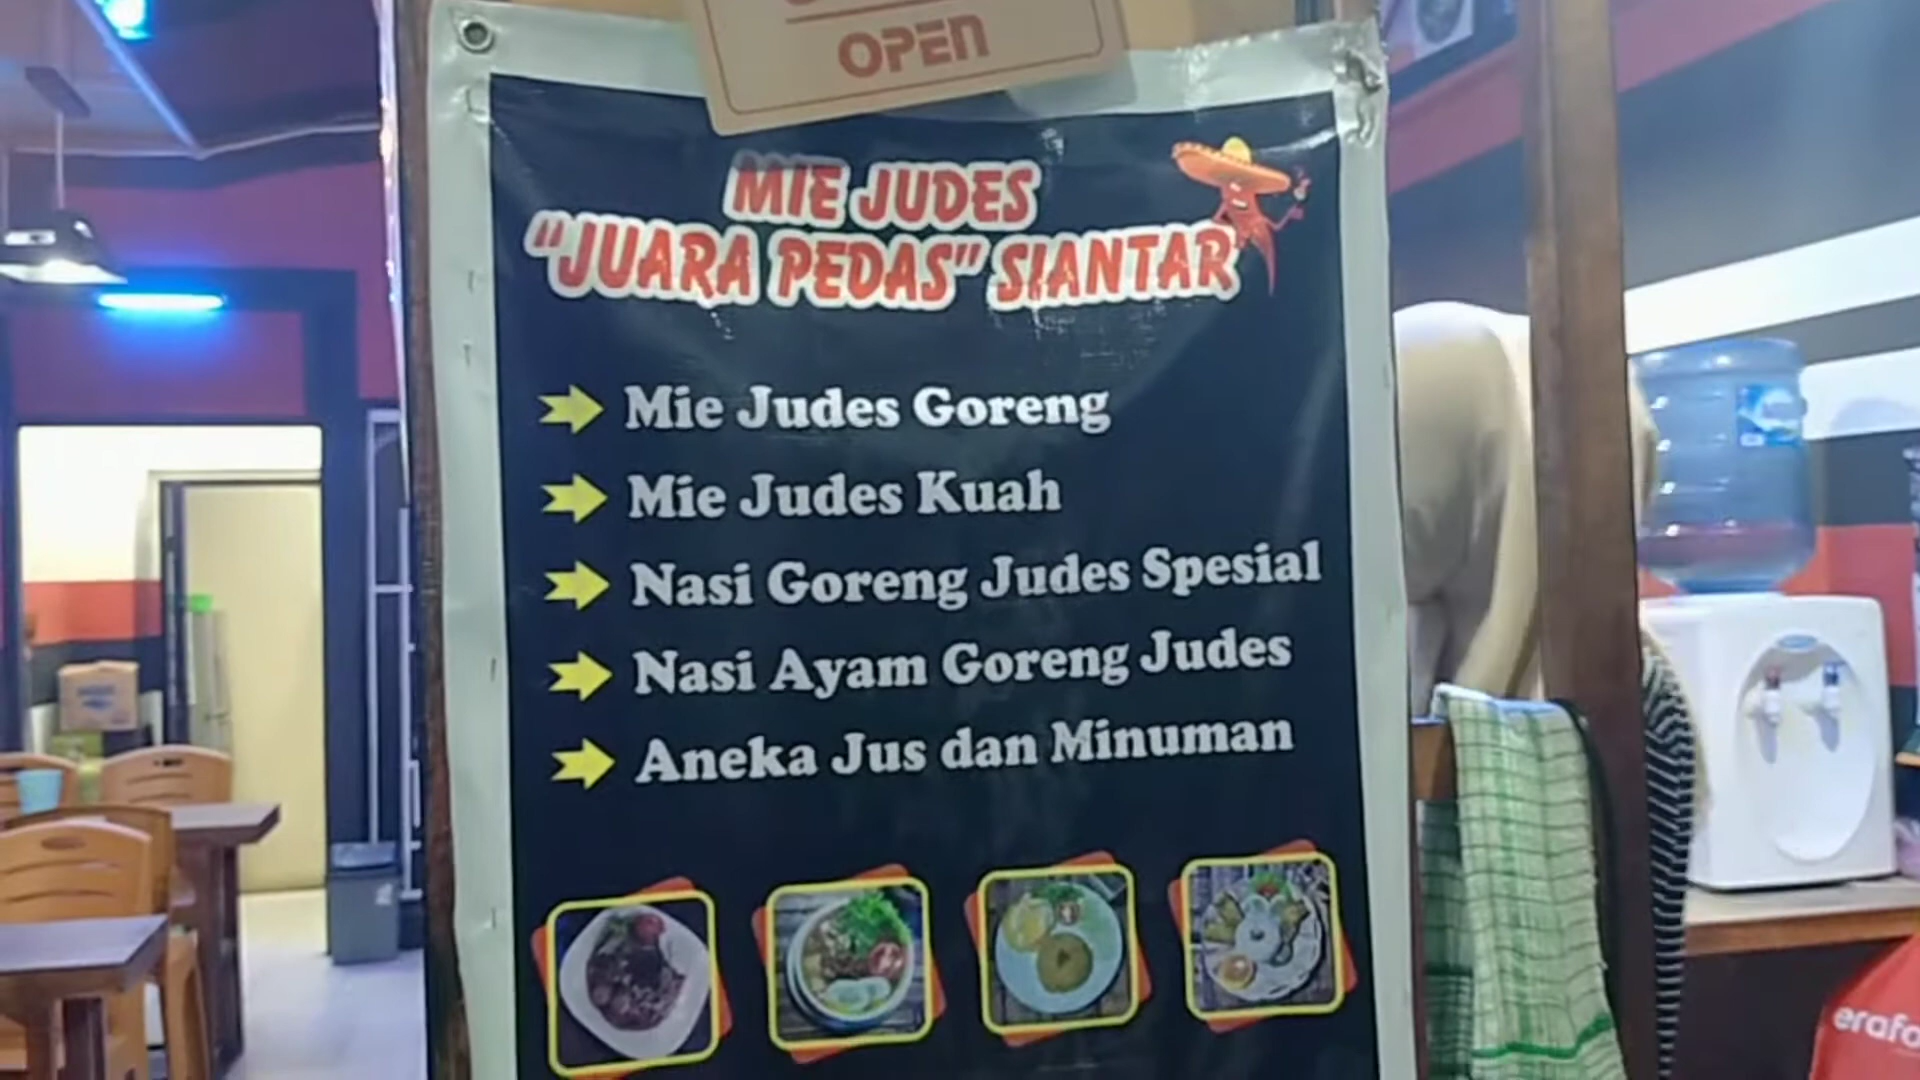 OPEN
MIE JUDES
"JUARA PEDAS" SIANTAR
Mie Judes Goreng
Mie Judes Kuah
Nasi Goreng Judes Spesial
Nasi Ayam Goreng Judes
Aneka Jus dan Minuman